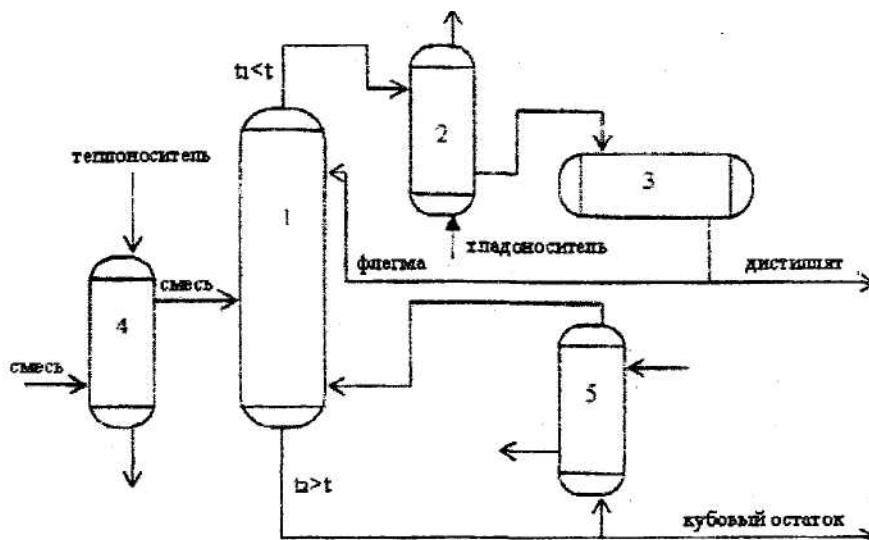 t₁<t
2
теплоноситель
3
1
хладоноситель
флегма
дистиллят
смесь
4
смесь
5
t₂>t
кубовый остаток